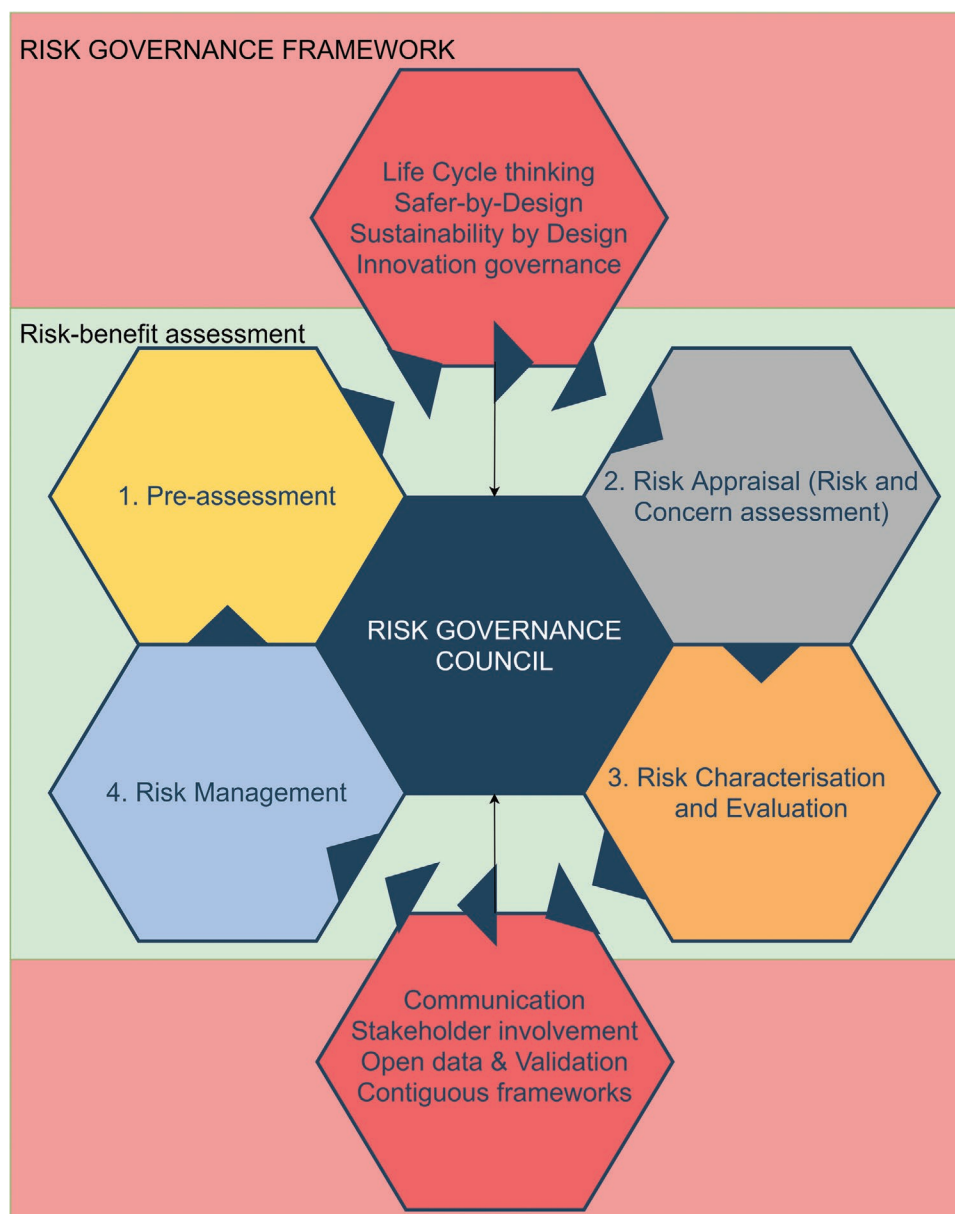 RISK GOVERNANCE FRAMEWORK
Life Cycle thinking
Safer-by-Design
Sustainability by Design
Innovation governance
Risk-benefit assessment
1. Pre-assessment
2. Risk Appraisal (Risk and
Concern assessment)
RISK GOVERNANCE
COUNCIL
4. Risk Management
3. Risk Characterisation
and Evaluation
Communication
Stakeholder involvement
Open data & Validation
Contiguous frameworks